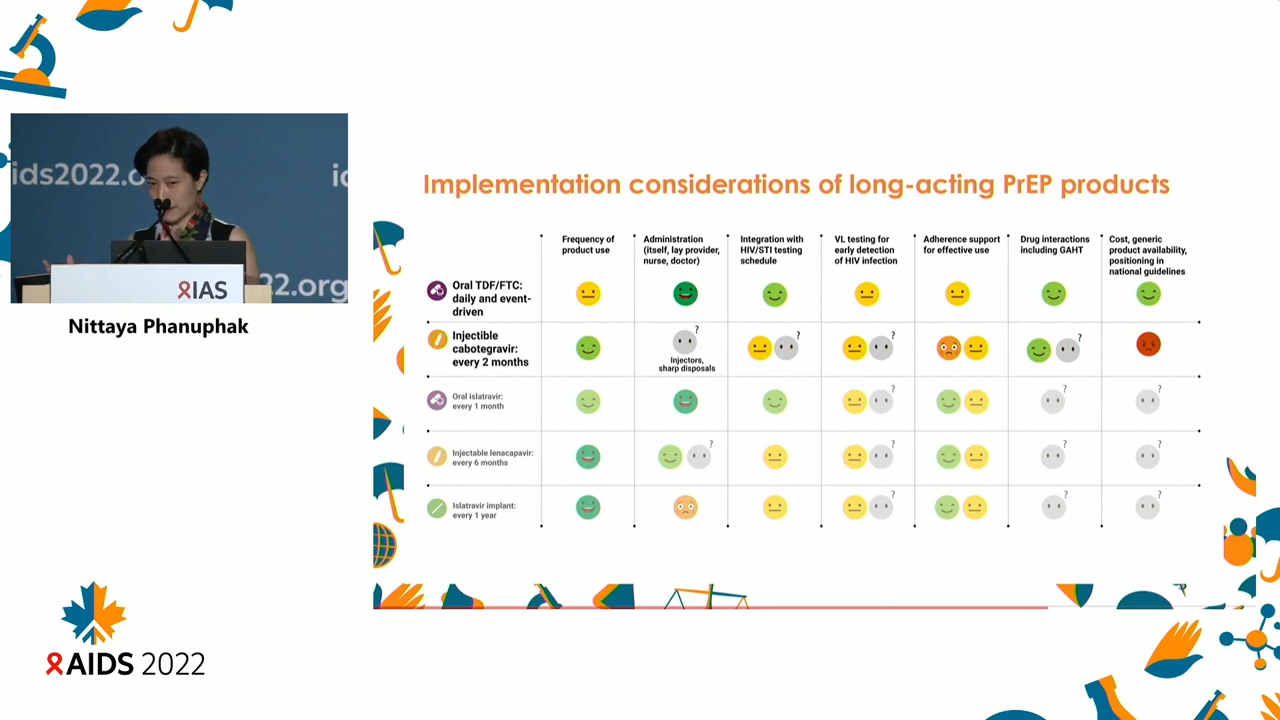 ids2022.o
ic
22.org
IAS
Nittaya Phanuphak
AIDS 2022
Implementation considerations of long-acting PrEP products
Frequency of
product use
Administration
(itself, lay provider,
nurse, doctor)
Integration with
HIV/STI testing
schedule
VL testing for
early detection
of HIV infection
Adherence support
for effective use
Drug interactions
including GAHT
Cost, generic
product availability,
positioning in
national guidelines
Oral TDF/FTC:
daily and event-
driven
Injectible
cabotegravir:
every 2 months
?
Injectors,
sharp disposals
?
?
?
Oral islatravir:
every 1 month
?
?
?
Injectable lenacapavir:
every 6 months
?
?
?
?
Islatravir implant:
every 1 year
?
?
?